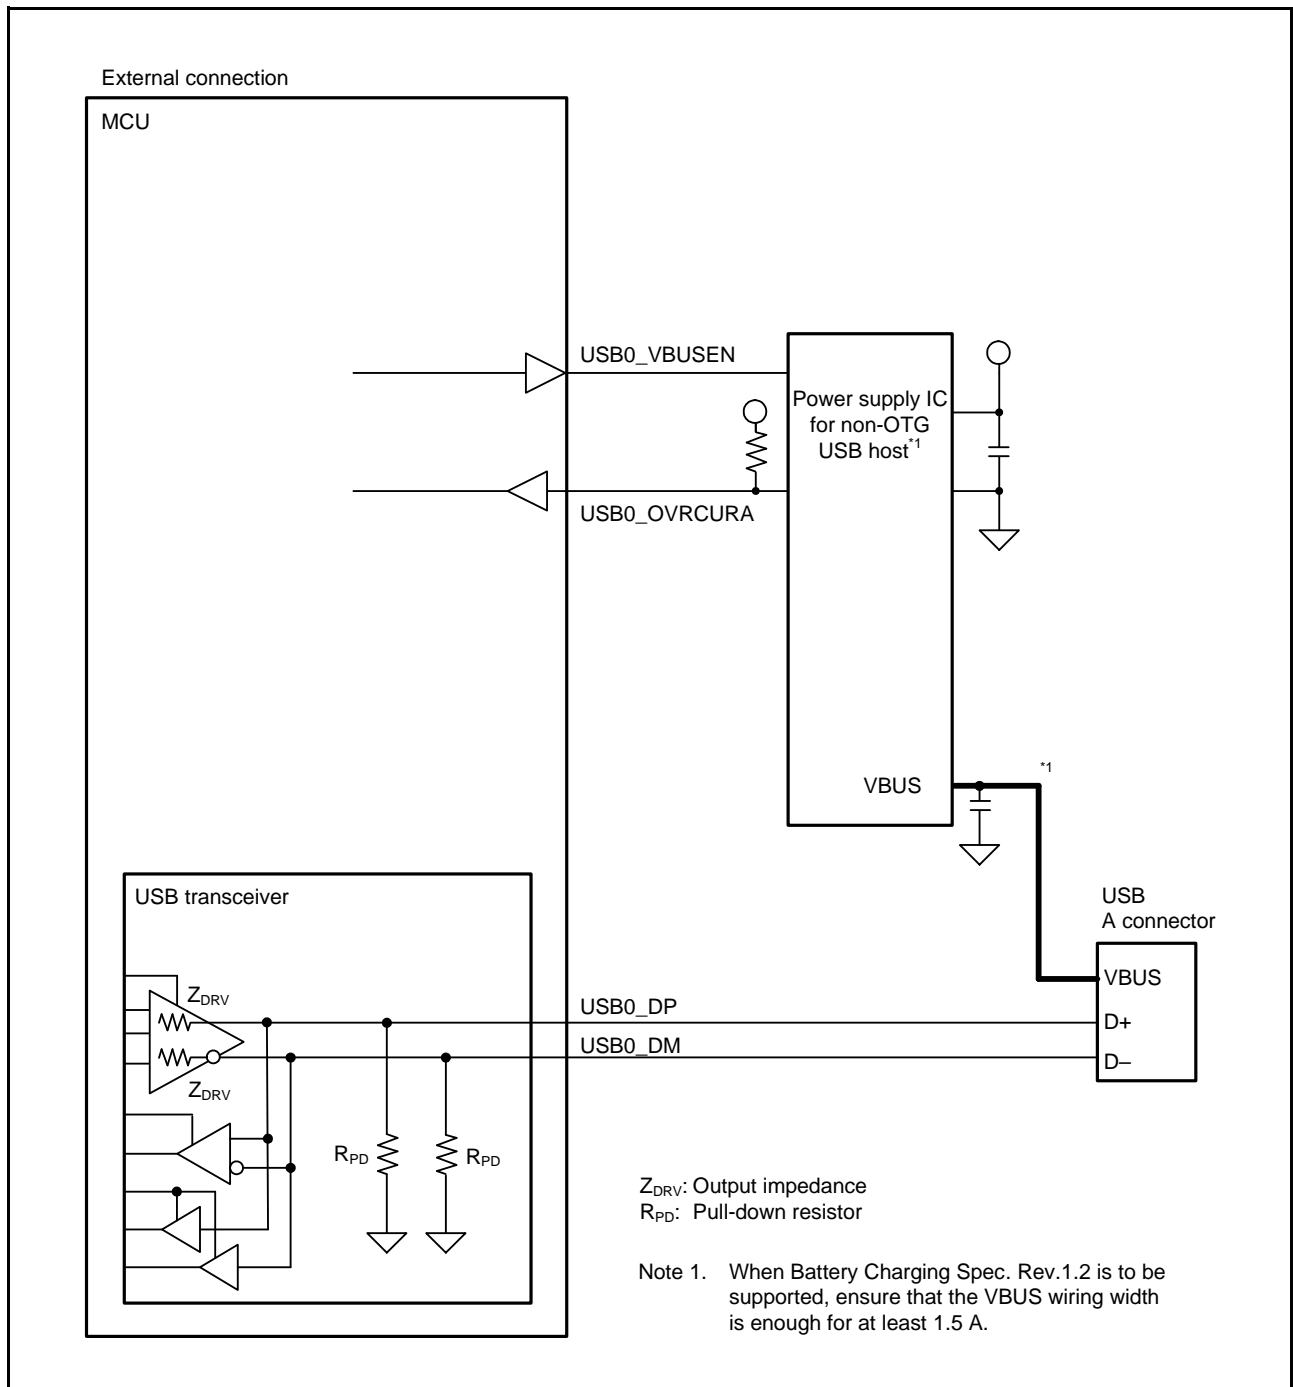 External connection
MCU
USB0_VBUSEN
Power supply IC
for non-OTG
USB host*1
USB0_OVRCURA
VBUS
*1
USB transceiver
USB
A connector
VBUS
ZDRV
USB0_DP
D+
USB0_DM
D–
ZDRV
RPD
RPD
ZDRV: Output impedance
RPD: Pull-down resistor
Note 1. When Battery Charging Spec. Rev.1.2 is to be
supported, ensure that the VBUS wiring width
is enough for at least 1.5 A.